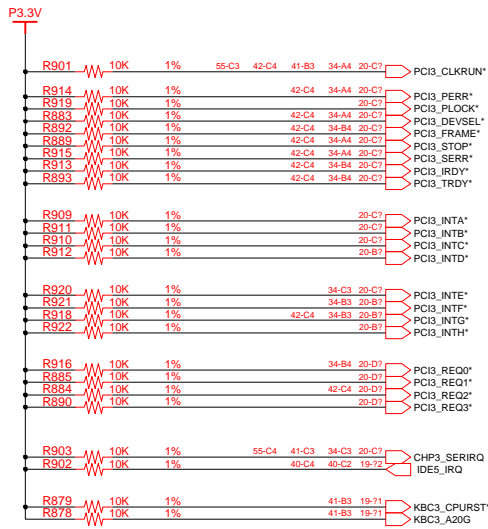 P3.3V
R901 10K 1% 55-C3 42-C4 41-B3 34-A4 20-C? PCI3_CLKRUN*
R914 10K 1% 42-C4 34-A4 20-C? PCI3_PERR*
R919 10K 1% 20-C? PCI3_PLOCK*
R883 10K 1% 42-C4 34-A4 20-C? PCI3_DEVSEL*
R892 10K 1% 42-C4 34-B4 20-C? PCI3_FRAME*
R889 10K 1% 42-C4 34-A4 20-C? PCI3_STOP*
R915 10K 1% 42-C4 34-A4 20-C? PCI3_SERR*
R913 10K 1% 42-C4 34-B4 20-C? PCI3_IRDY*
R893 10K 1% 42-C4 34-B4 20-C? PCI3_TRDY*
R909 10K 1% 20-C? PCI3_INTA*
R911 10K 1% 20-C? PCI3_INTB*
R910 10K 1% 20-C? PCI3_INTC*
R912 10K 1% 20-B? PCI3_INTD*
R920 10K 1% 34-C3 20-C? PCI3_INTE*
R921 10K 1% 34-B3 20-B? PCI3_INTF*
R918 10K 1% 42-C4 34-B3 20-B? PCI3_INTG*
R922 10K 1% 20-B? PCI3_INTH*
R916 10K 1% 34-B4 20-D? PCI3_REQ0*
R885 10K 1% 20-D? PCI3_REQ1*
R884 10K 1% 42-C4 20-D? PCI3_REQ2*
R890 10K 1% 20-D? PCI3_REQ3*
R903 10K 1% 55-C4 41-C3 34-C3 20-C? CHP3_SERIRQ
R902 10K 1% 40-C4 40-C2 19-?2 IDE5_IRQ
R879 10K 1% 41-B3 19-?1 KBC3_CPURST*
R878 10K 1% 41-B3 19-?1 KBC3_A20G